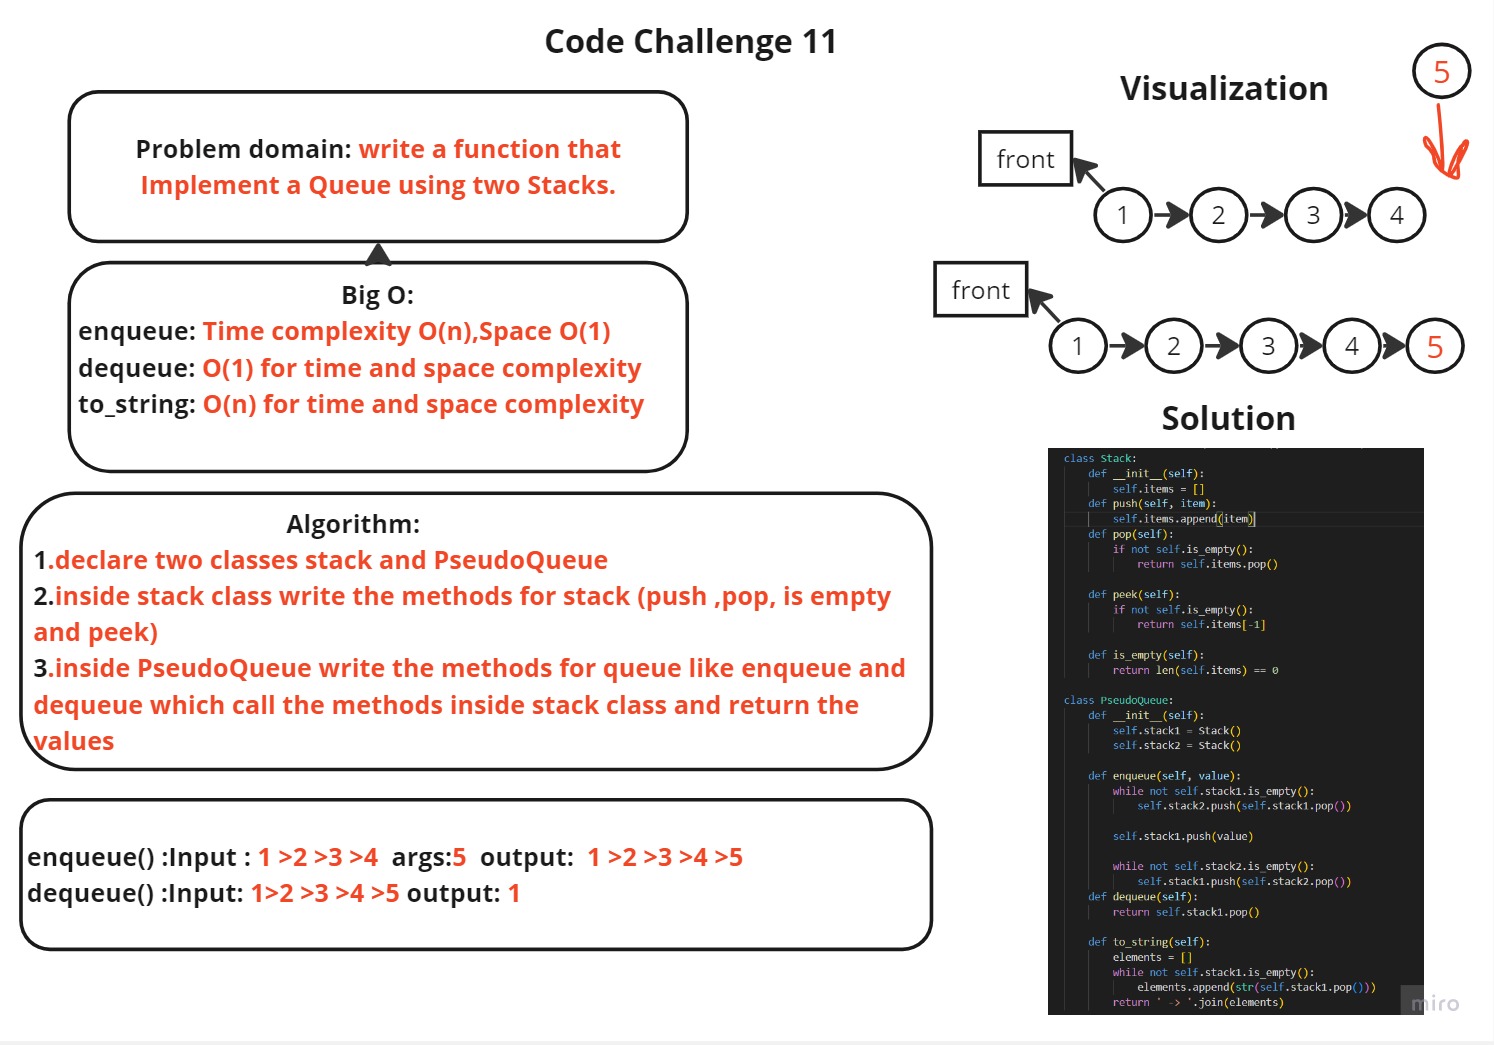 Code Challenge 11
Problem domain: write a function that
Implement a Queue using two Stacks.
Big O:
enqueue: Time complexity O(n),Space O(1)
dequeue: O(1) for time and space complexity
to_string: O(n) for time and space complexity
Algorithm:
1.declare two classes stack and PseudoQueue
2.inside stack class write the methods for stack (push ,pop, is empty
and peek)
3.inside PseudoQueue write the methods for queue like enqueue and
dequeue which call the methods inside stack class and return the
values
enqueue() :Input : 1 >2 >3 >4 args:5 output: 1 >2 >3 >4 >5
dequeue() :Input: 1>2 >3 >4 >5 output: 1
Visualization
5
front
1 2 3 4
front
1 2 3 4 5
Solution
class Stack:
def __init__(self):
self.items = []
def push(self, item):
self.items.append(item)
def pop(self):
if not self.is_empty():
return self.items.pop()
def peek(self):
if not self.is_empty():
return self.items[-1]
def is_empty(self):
return len(self.items) == 0
class PseudoQueue:
def __init__(self):
self.stack1 = Stack()
self.stack2 = Stack()
def enqueue(self, value):
while not self.stack1.is_empty():
self.stack2.push(self.stack1.pop())
self.stack1.push(value)
while not self.stack2.is_empty():
self.stack1.push(self.stack2.pop())
def dequeue(self):
return self.stack1.pop()
def to_string(self):
elements = []
while not self.stack1.is_empty():
elements.append(str(self.stack1.pop()))
return ' -> '.join(elements)
miro